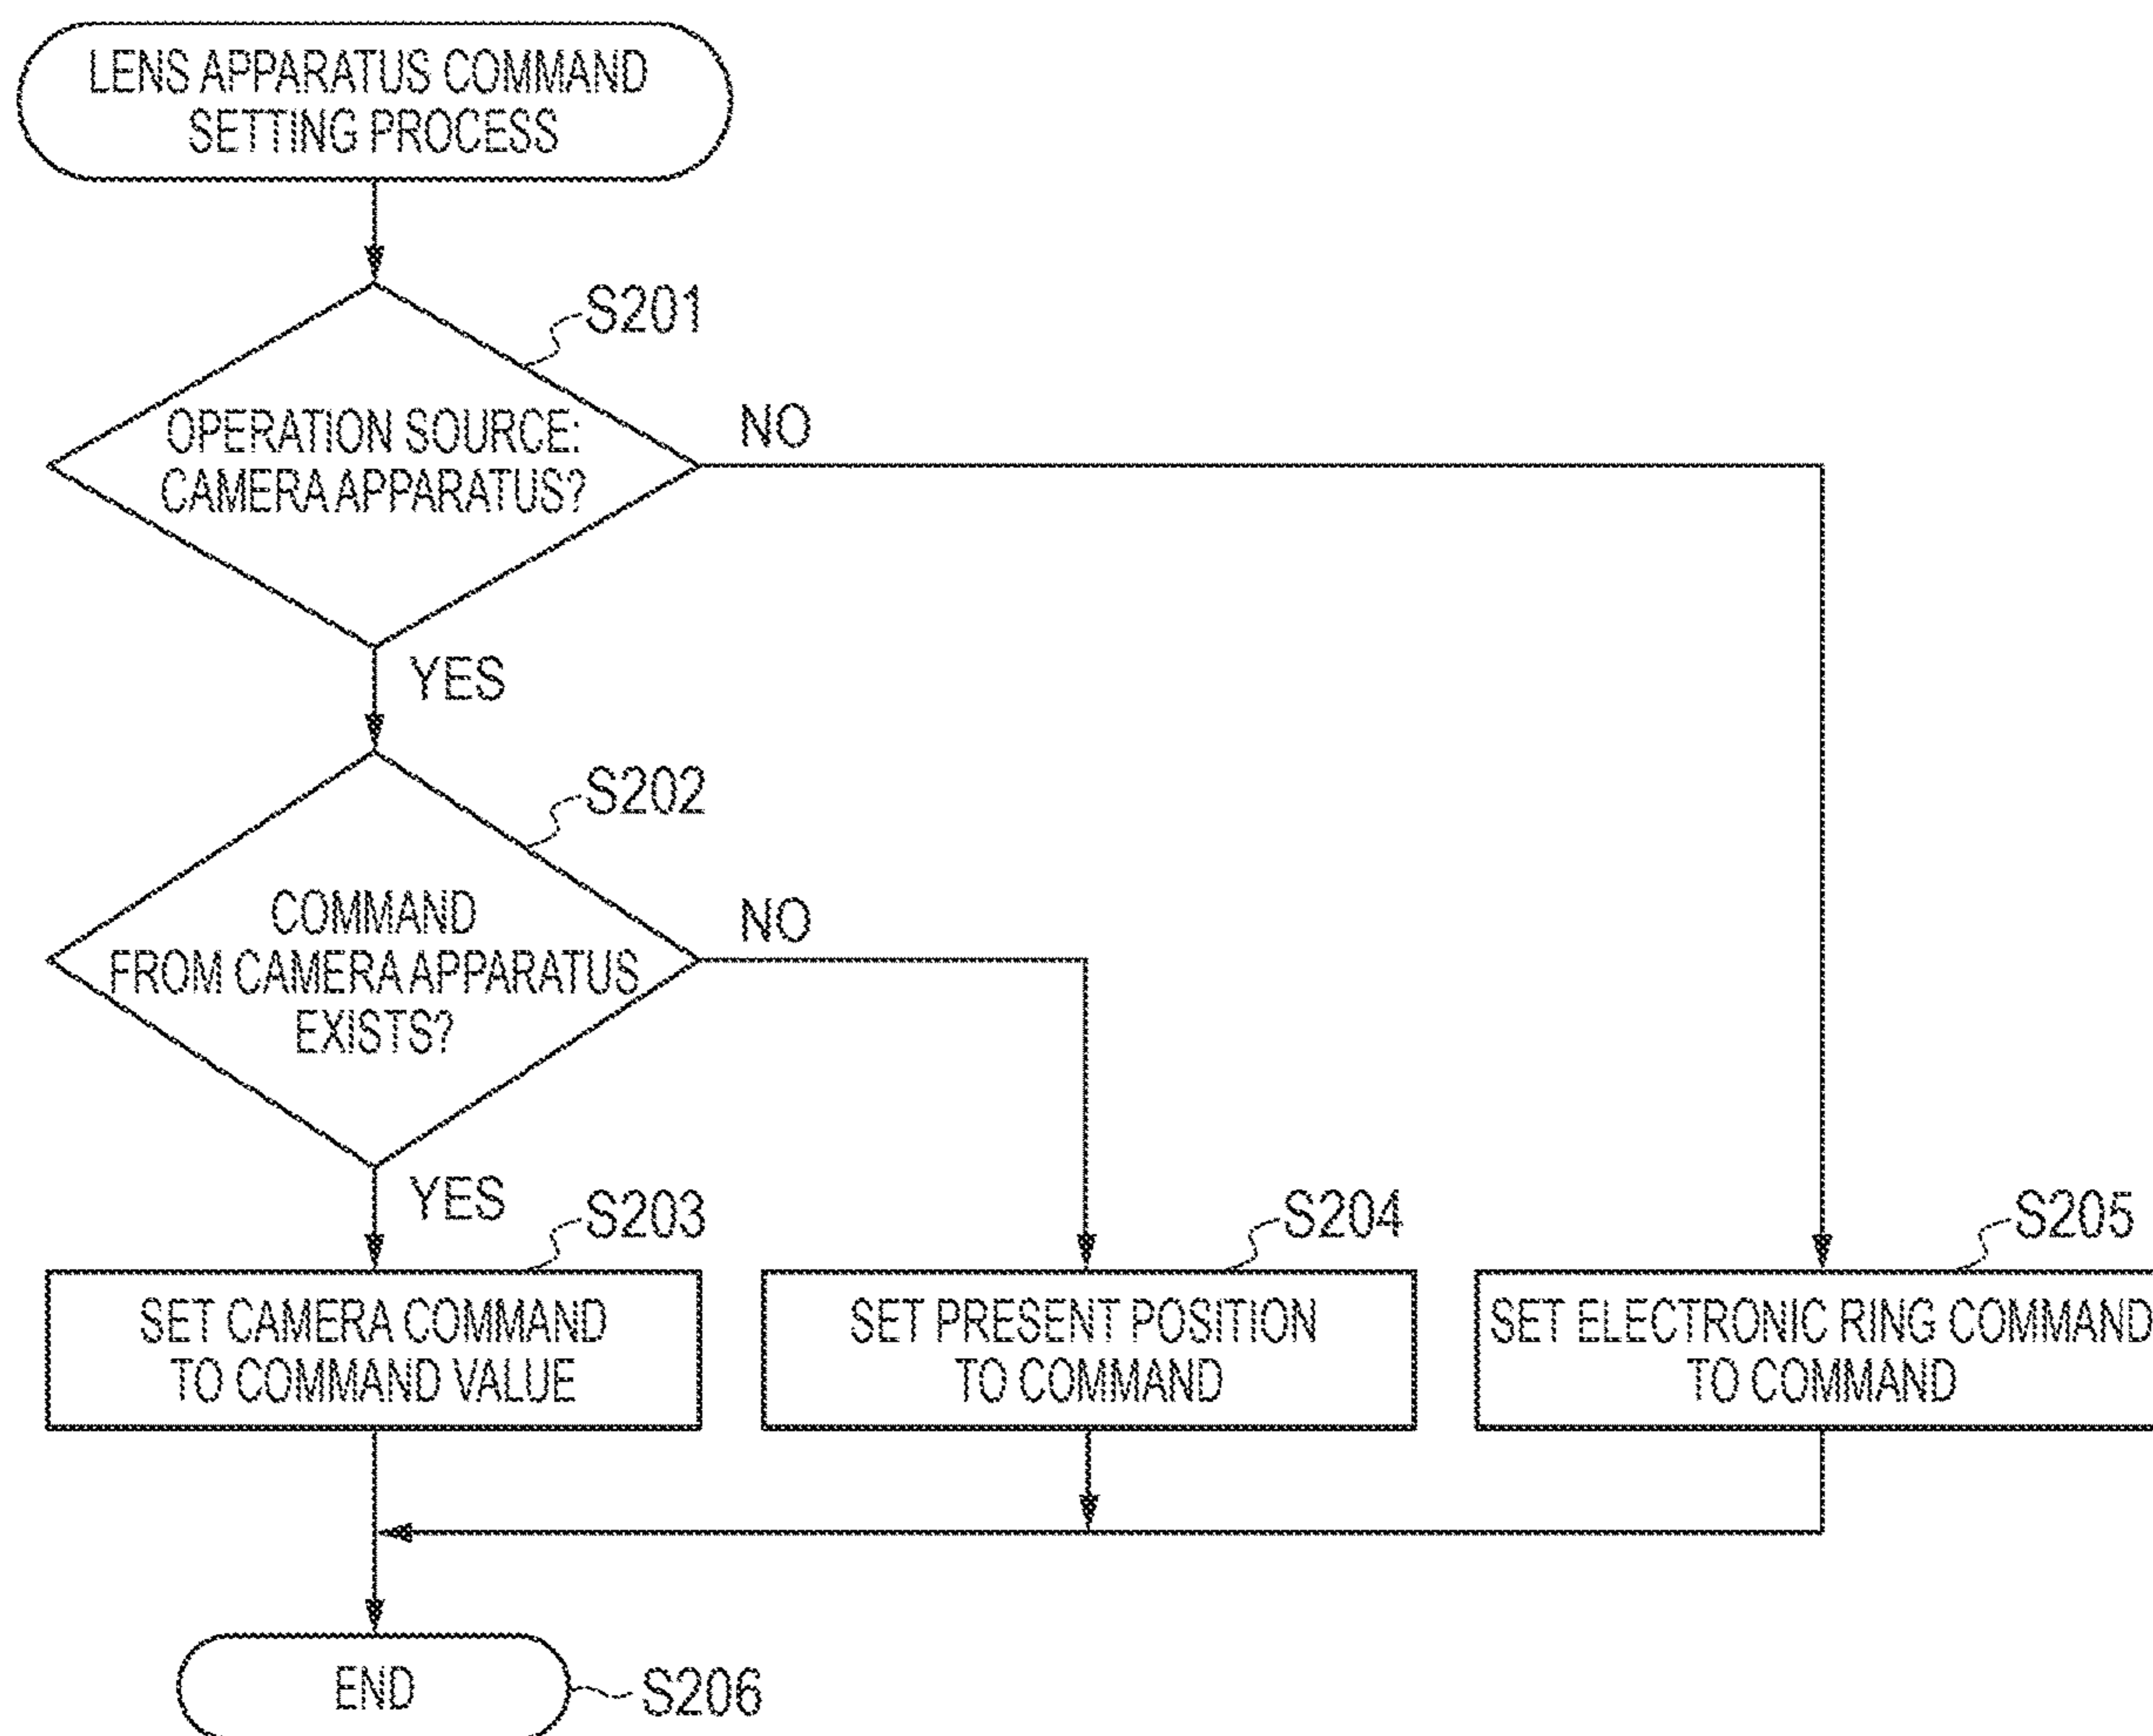 LENS APPARATUS COMMAND
SETTING PROCESS
S201
OPERATION SOURCE:
CAMERA APPARATUS?
NO
YES
S202
COMMAND
FROM CAMERA APPARATUS
EXISTS?
NO
YES
S203
S204
S205
SET CAMERA COMMAND
TO COMMAND VALUE
SET PRESENT POSITION
TO COMMAND
SET ELECTRONIC RING COMMAND
TO COMMAND
END
S206